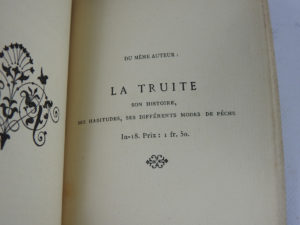 DU MÊME AUTEUR :
LA TRUITE
SON HISTOIRE,
SES HABITUDES, SES DIFFÉRENTS MODES DE PÊCHE
In-18. Prix : 1 fr. 50.